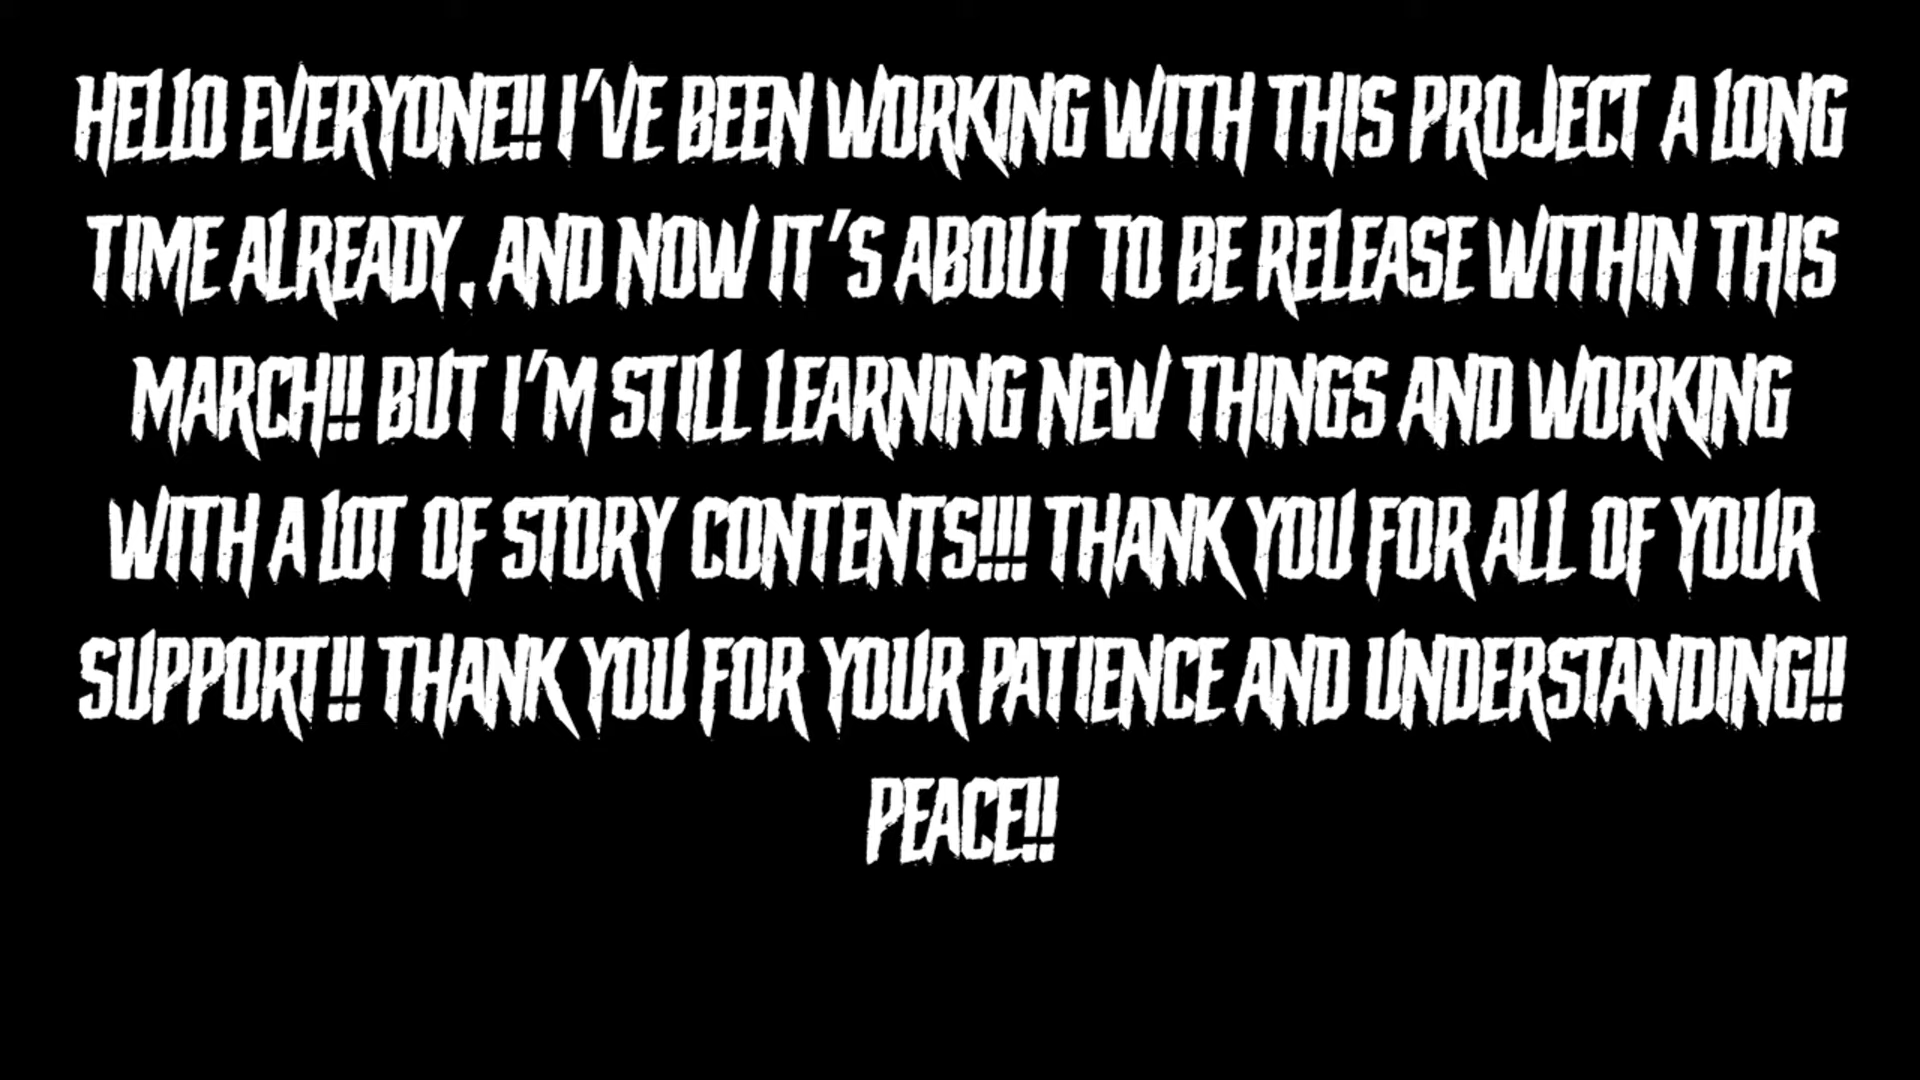 HELLO EVERYONE!! I'VE BEEN WORKING WITH THIS PROJECT A LONG
TIME ALREADY, AND NOW IT'S ABOUT TO BE RELEASE WITHIN THIS
MARCH!! BUT I'M STILL LEARNING NEW THINGS AND WORKING
WITH A LOT OF STORY CONTENTS!!! THANK YOU FOR ALL OF YOUR
SUPPORT!! THANK YOU FOR YOUR PATIENCE AND UNDERSTANDING!!
PEACE!!